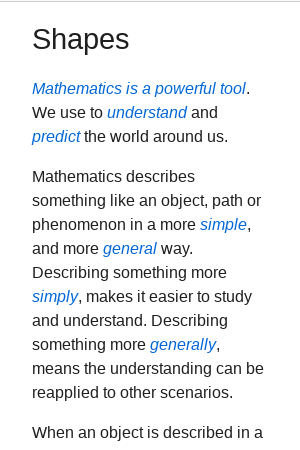 Shapes
Mathematics is a powerful tool.
We use to understand and
predict the world around us.
Mathematics describes
something like an object, path or
phenomenon in a more simple,
and more general way.
Describing something more
simply, makes it easier to study
and understand. Describing
something more generally,
means the understanding can be
reapplied to other scenarios.
When an object is described in a